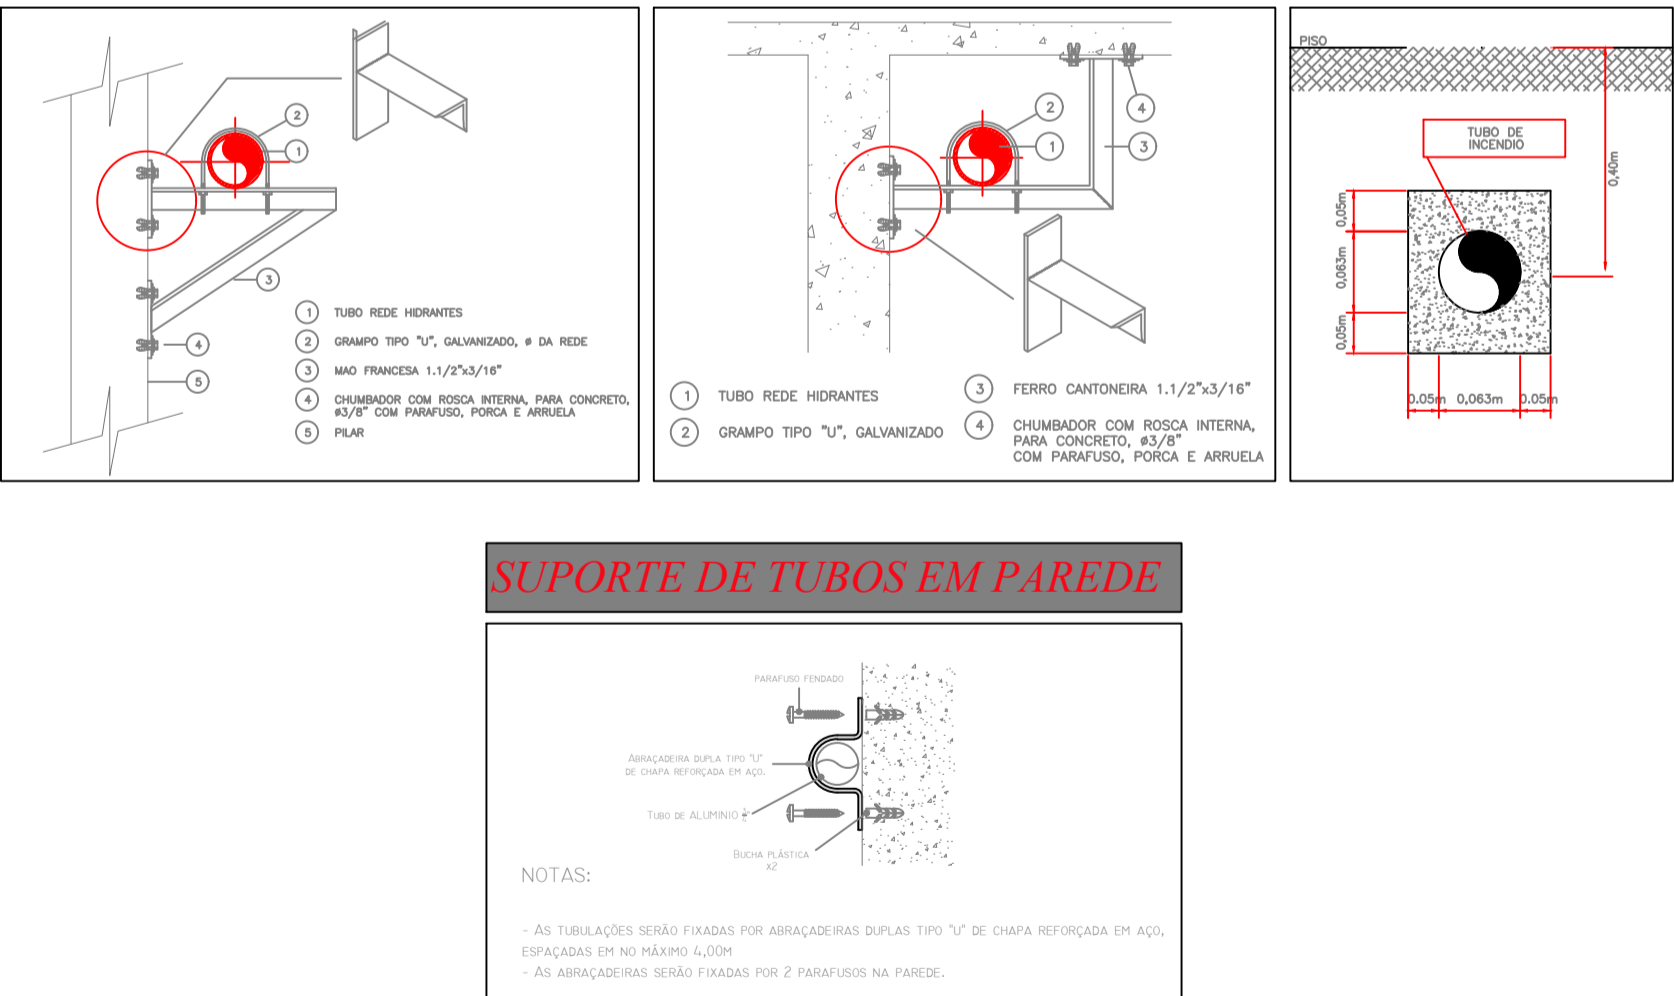 2
1
3
4
5
1 TUBO REDE HIDRANTES
2 GRAMPO TIPO "U", GALVANIZADO, ø DA REDE
3 MAO FRANCESA 1.1/2"x3/16"
4 CHUMBADOR COM ROSCA INTERNA, PARA CONCRETO,
ø3/8" COM PARAFUSO, PORCA E ARRUELA
5 PILAR
2
1
4
3
1 TUBO REDE HIDRANTES
2 GRAMPO TIPO "U", GALVANIZADO
3 FERRO CANTONEIRA 1.1/2"x3/16"
4 CHUMBADOR COM ROSCA INTERNA,
PARA CONCRETO, ø3/8"
COM PARAFUSO, PORCA E ARRUELA
PISO
TUBO DE
INCENDIO
0,40m
0,05m
0,063m
0,05m
0.05m 0,063m 0.05m
SUPORTE DE TUBOS EM PAREDE
PARAFUSO FENDADO
ABRAÇADEIRA DUPLA TIPO "U"
DE CHAPA REFORÇADA EM AÇO.
TUBO DE ALUMINIO
BUCHA PLÁSTICA
X2
NOTAS:
- AS TUBULAÇÕES SERÃO FIXADAS POR ABRAÇADEIRAS DUPLAS TIPO "U" DE CHAPA REFORÇADA EM AÇO,
ESPAÇADAS EM NO MÁXIMO 4,00M
- AS ABRAÇADEIRAS SERÃO FIXADAS POR 2 PARAFUSOS NA PAREDE.